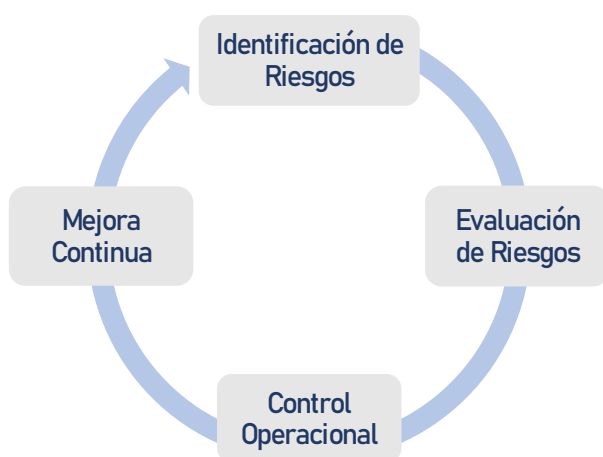 Identificación de
Riesgos
Evaluación
de Riesgos
Control
Operacional
Mejora
Continua